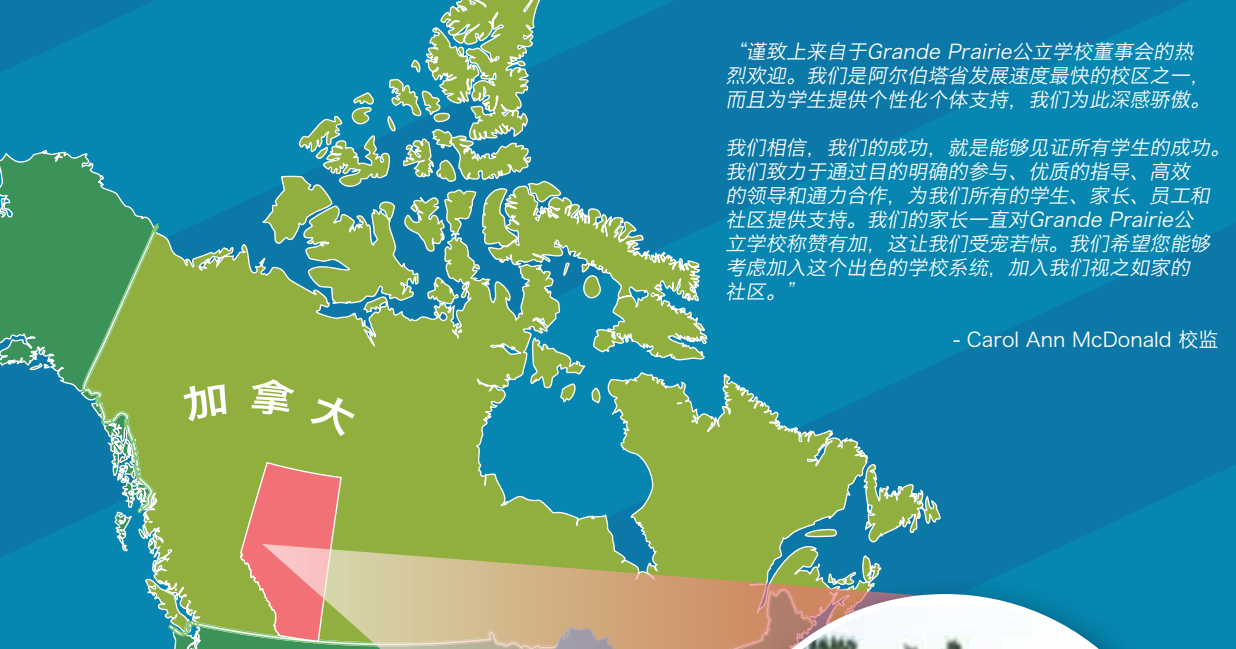 “谨致上来自于Grande Prairie公立学校董事会的热
烈欢迎。我们是阿尔伯塔省发展速度最快的校区之一，
而且为学生提供个性化个体支持，我们为此深感骄傲。
我们相信，我们的成功，就是能够见证所有学生的成功。
我们致力于通过目的明确的参与、优质的指导、高效
的领导和通力合作，为我们所有的学生、家长、员工和
社区提供支持。我们的家长一直对Grande Prairie公
立学校称赞有加，这让我们受宠若惊。我们希望您能够
考虑加入这个出色的学校系统，加入我们视之如家的
社区。”
- Carol Ann McDonald 校监
加拿大